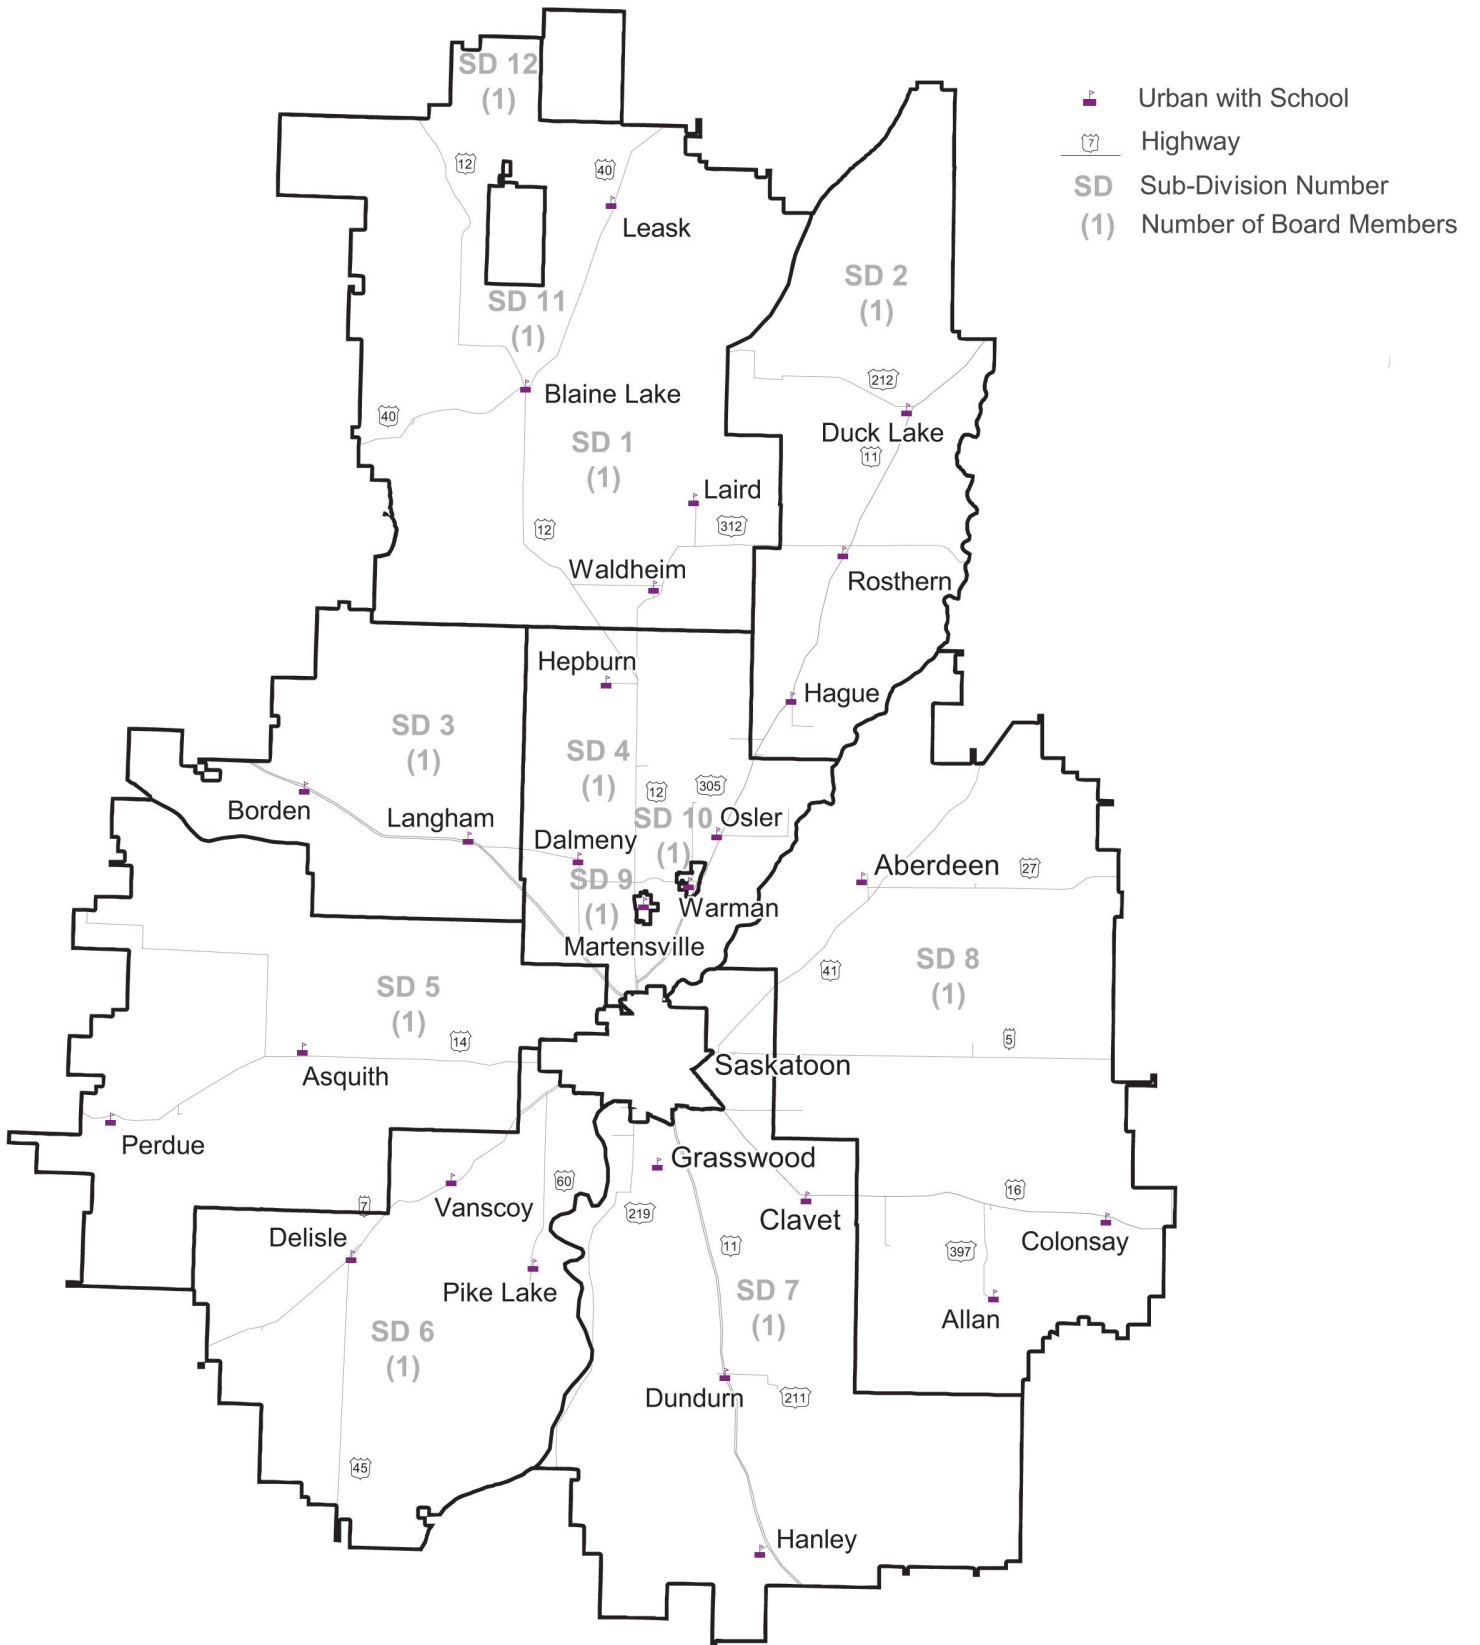 SD 12
(1)
Urban with School
7
Highway
SD
Sub-Division Number
(1)
Number of Board Members
12
40
Leask
SD 2
(1)
SD 11
(1)
212
Blaine Lake
40
Duck Lake
SD 1
(1)
11
Laird
12
312
Waldheim
Rosthern
Hepburn
Hague
SD 3
(1)
SD 4
(1)
12
305
Borden
Langham
SD 10
(1)
Osler
Dalmeny
Aberdeen
27
SD 9
(1)
Warman
Martensville
41
SD 8
(1)
SD 5
(1)
14
5
Asquith
Saskatoon
Perdue
Grasswood
Vanscoy
60
7
219
Clavet
16
Delisle
11
397
Colonsay
Pike Lake
SD 7
(1)
Allan
SD 6
(1)
Dundurn
211
45
Hanley